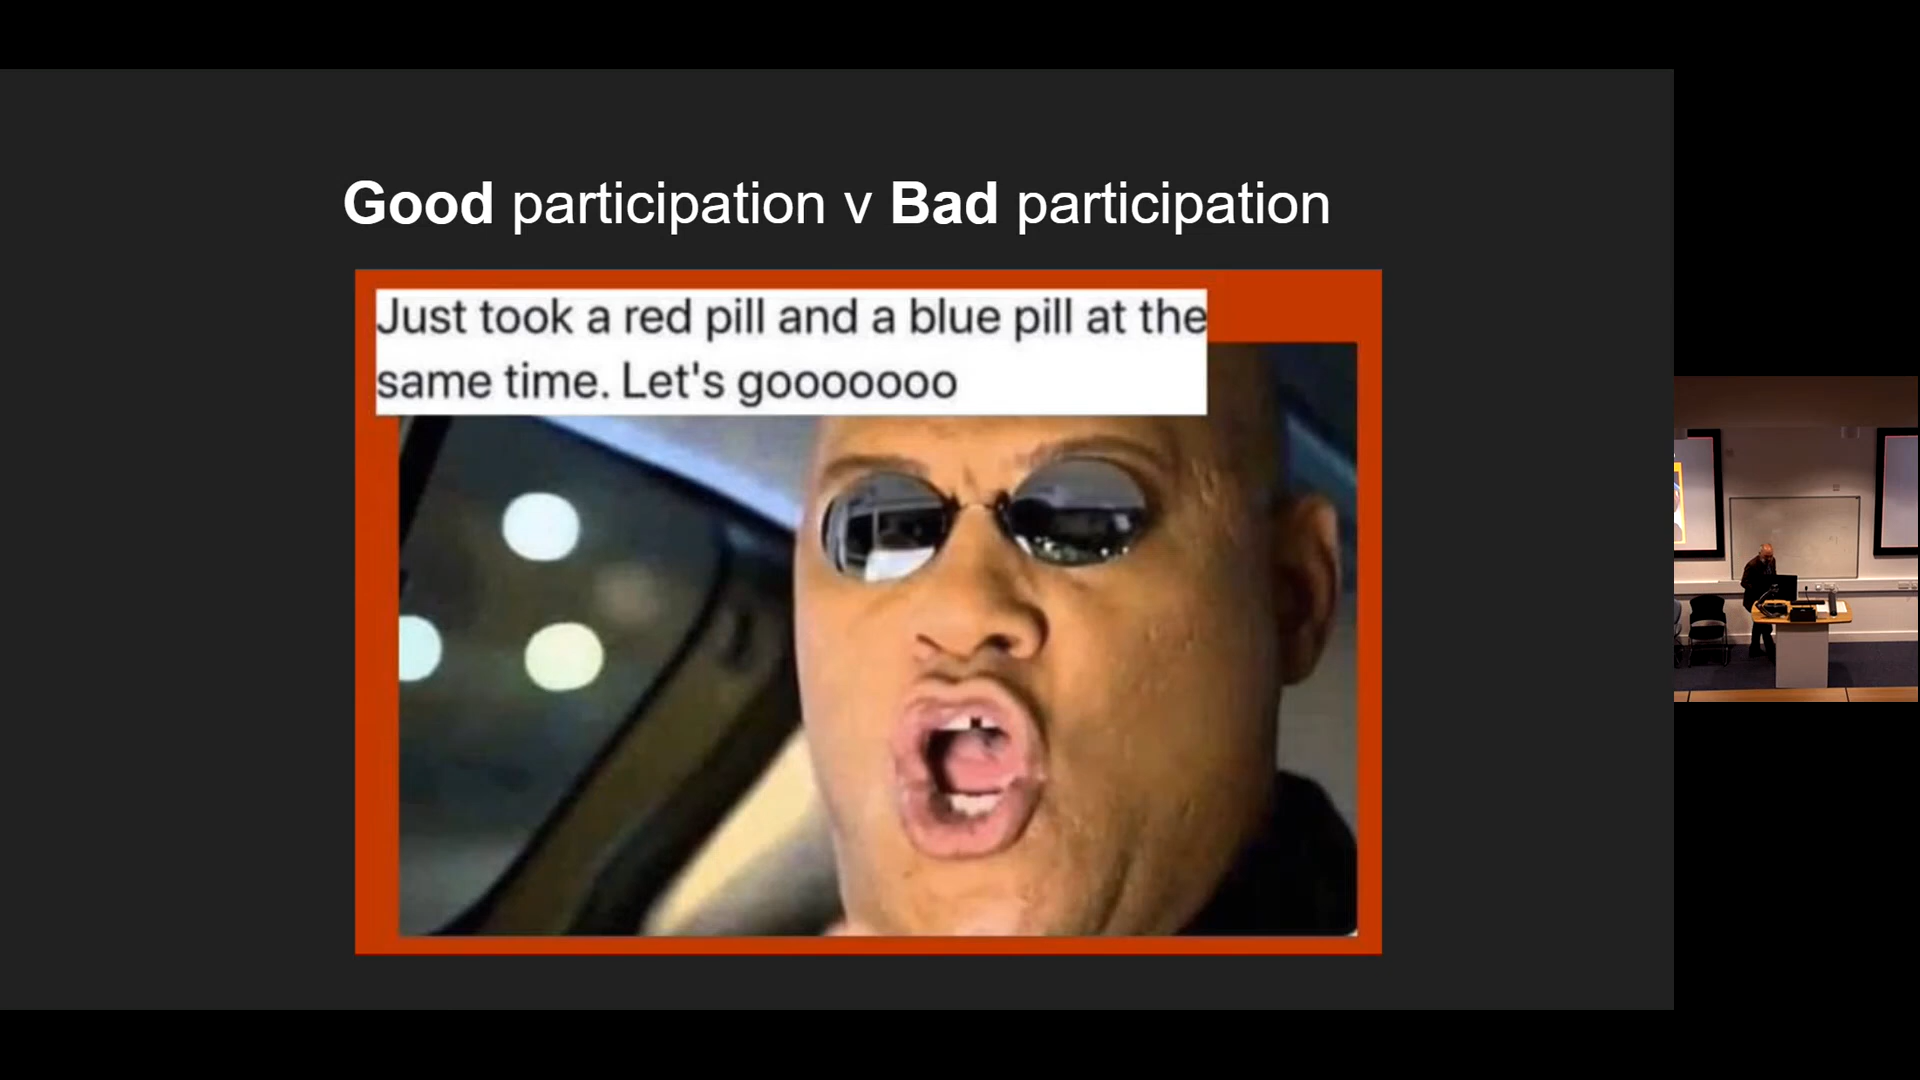 Good participation v Bad participation
Just took a red pill and a blue pill at the
same time. Let's gooooooo